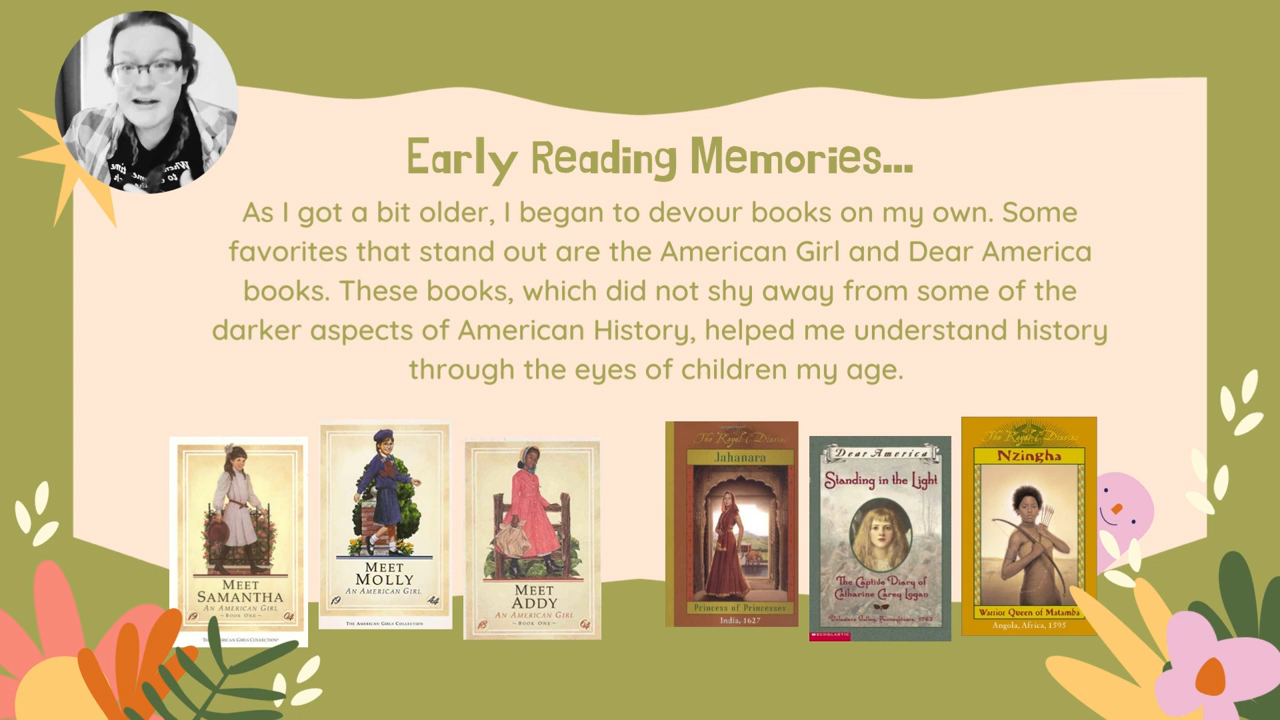 Early Reading Memories...
As I got a bit older, I began to devour books on my own. Some
favorites that stand out are the American Girl and Dear America
books. These books, which did not shy away from some of the
darker aspects of American History, helped me understand history
through the eyes of children my age.
MEET
SAMANTHA
AN AMERICAN GIRL
~ BOOK ONE ~
19 04
MEET
MOLLY
AN AMERICAN GIRL
19 44
THE AMERICAN GIRLS COLLECTION
MEET
ADDY
AN AMERICAN GIRL
~ BOOK ONE ~
The Royal Diaries
Jahanara
Princess of Princesses
India, 1627
Dear America
Standing in the Light
The Captive Diary of
Catharine Carey Logan
SCHOLASTIC
The Royal Diaries
Nzingha
Warrior Queen of Matamba
Angola, Africa, 1595